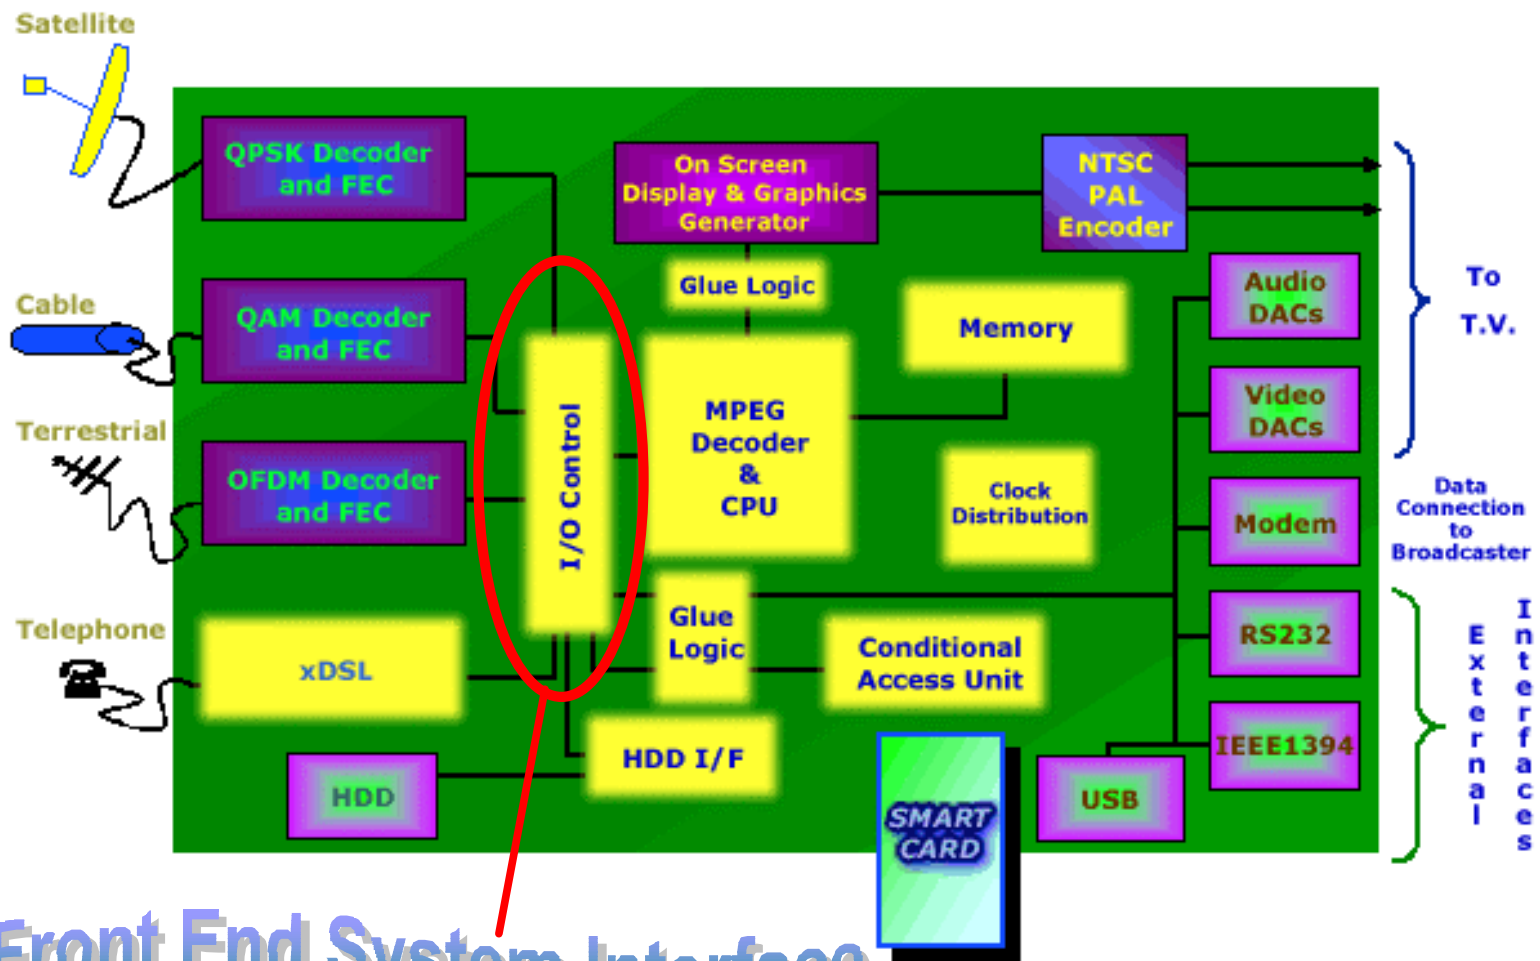 Satellite
QPSK Decoder
and FEC
On Screen
Display & Graphics
Generator
NTSC
PAL
Encoder
Glue Logic
Audio
DACs
To
T.V.
Cable
QAM Decoder
and FEC
Memory
I/O Control
MPEG
Decoder
&
CPU
Video
DACs
Terrestrial
OFDM Decoder
and FEC
Clock
Distribution
Modem
Data
Connection
to
Broadcaster
Telephone
xDSL
Glue
Logic
Conditional
Access Unit
RS232
External
Interfaces
HDD I/F
IEEE1394
HDD
USB
SMART
CARD
Front End System Interface